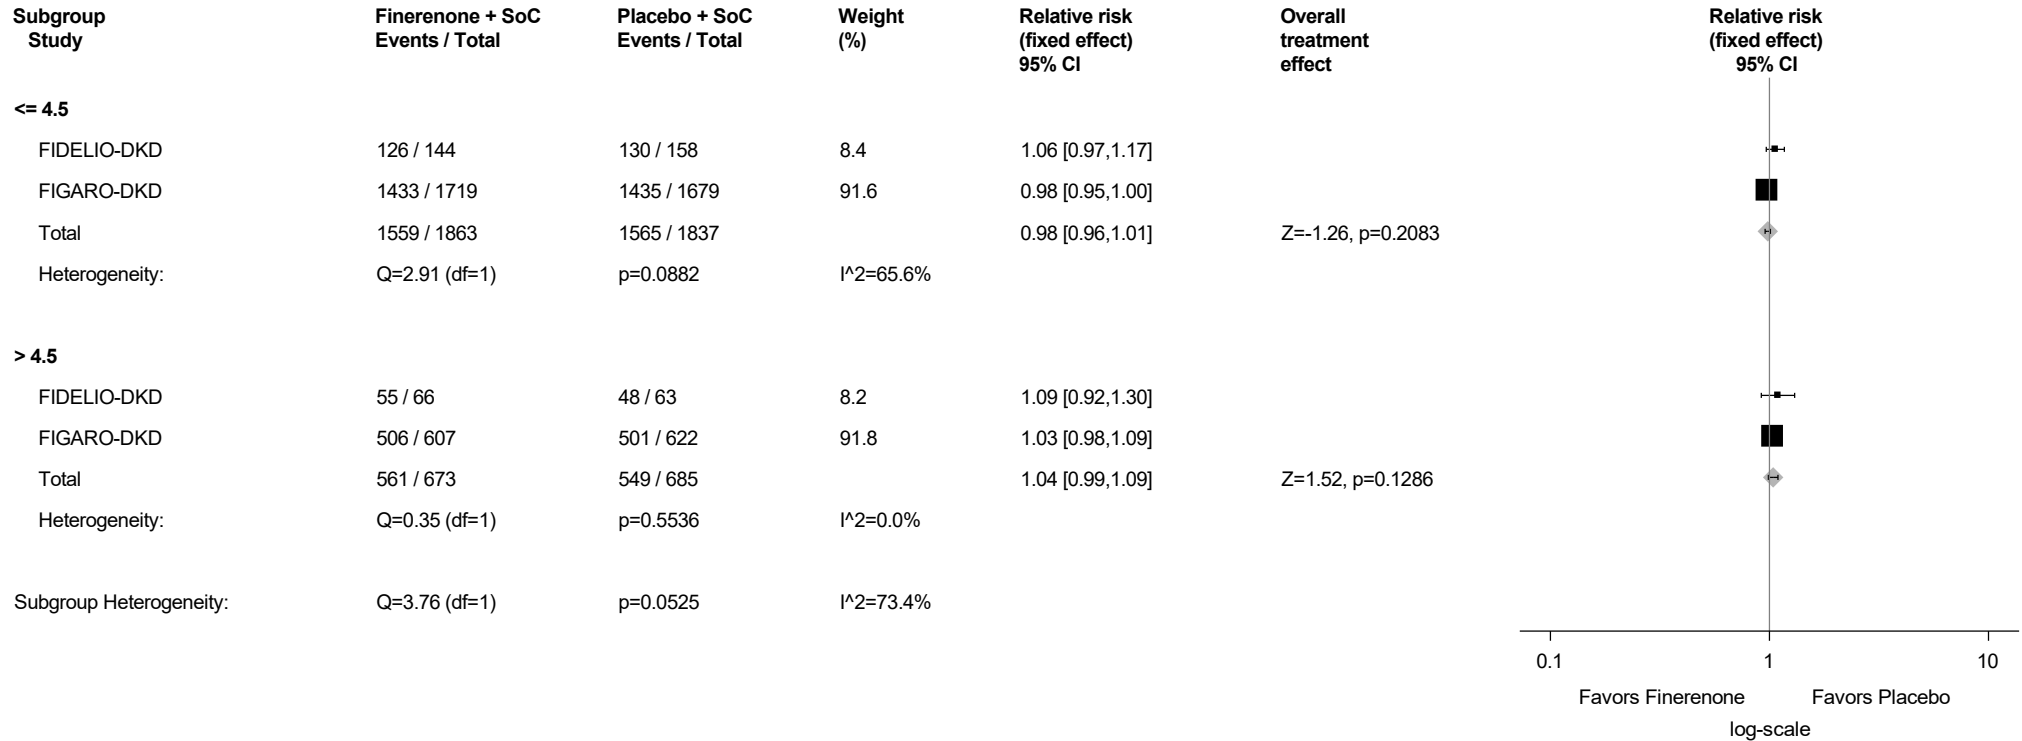 Subgroup Finerenone + SoC Placebo + SoC Weight Relative risk Overall Relative risk
Study Events / Total Events / Total (%) (fixed effect) treatment (fixed effect)
95% CI effect 95% CI
<= 4.5
FIDELIO-DKD 126 / 144 130 / 158 8.4 1.06 [0.97,1.17]
FIGARO-DKD 1433 / 1719 1435 / 1679 91.6 0.98 [0.95,1.00]
Total 1559 / 1863 1565 / 1837 0.98 [0.96,1.01] Z=-1.26, p=0.2083
Heterogeneity: Q=2.91 (df=1) p=0.0882 I^2=65.6%
> 4.5
FIDELIO-DKD 55 / 66 48 / 63 8.2 1.09 [0.92,1.30]
FIGARO-DKD 506 / 607 501 / 622 91.8 1.03 [0.98,1.09]
Total 561 / 673 549 / 685 1.04 [0.99,1.09] Z=1.52, p=0.1286
Heterogeneity: Q=0.35 (df=1) p=0.5536 I^2=0.0%
Subgroup Heterogeneity: Q=3.76 (df=1) p=0.0525 I^2=73.4%
0.1 1 10
Favors Finerenone Favors Placebo
log-scale